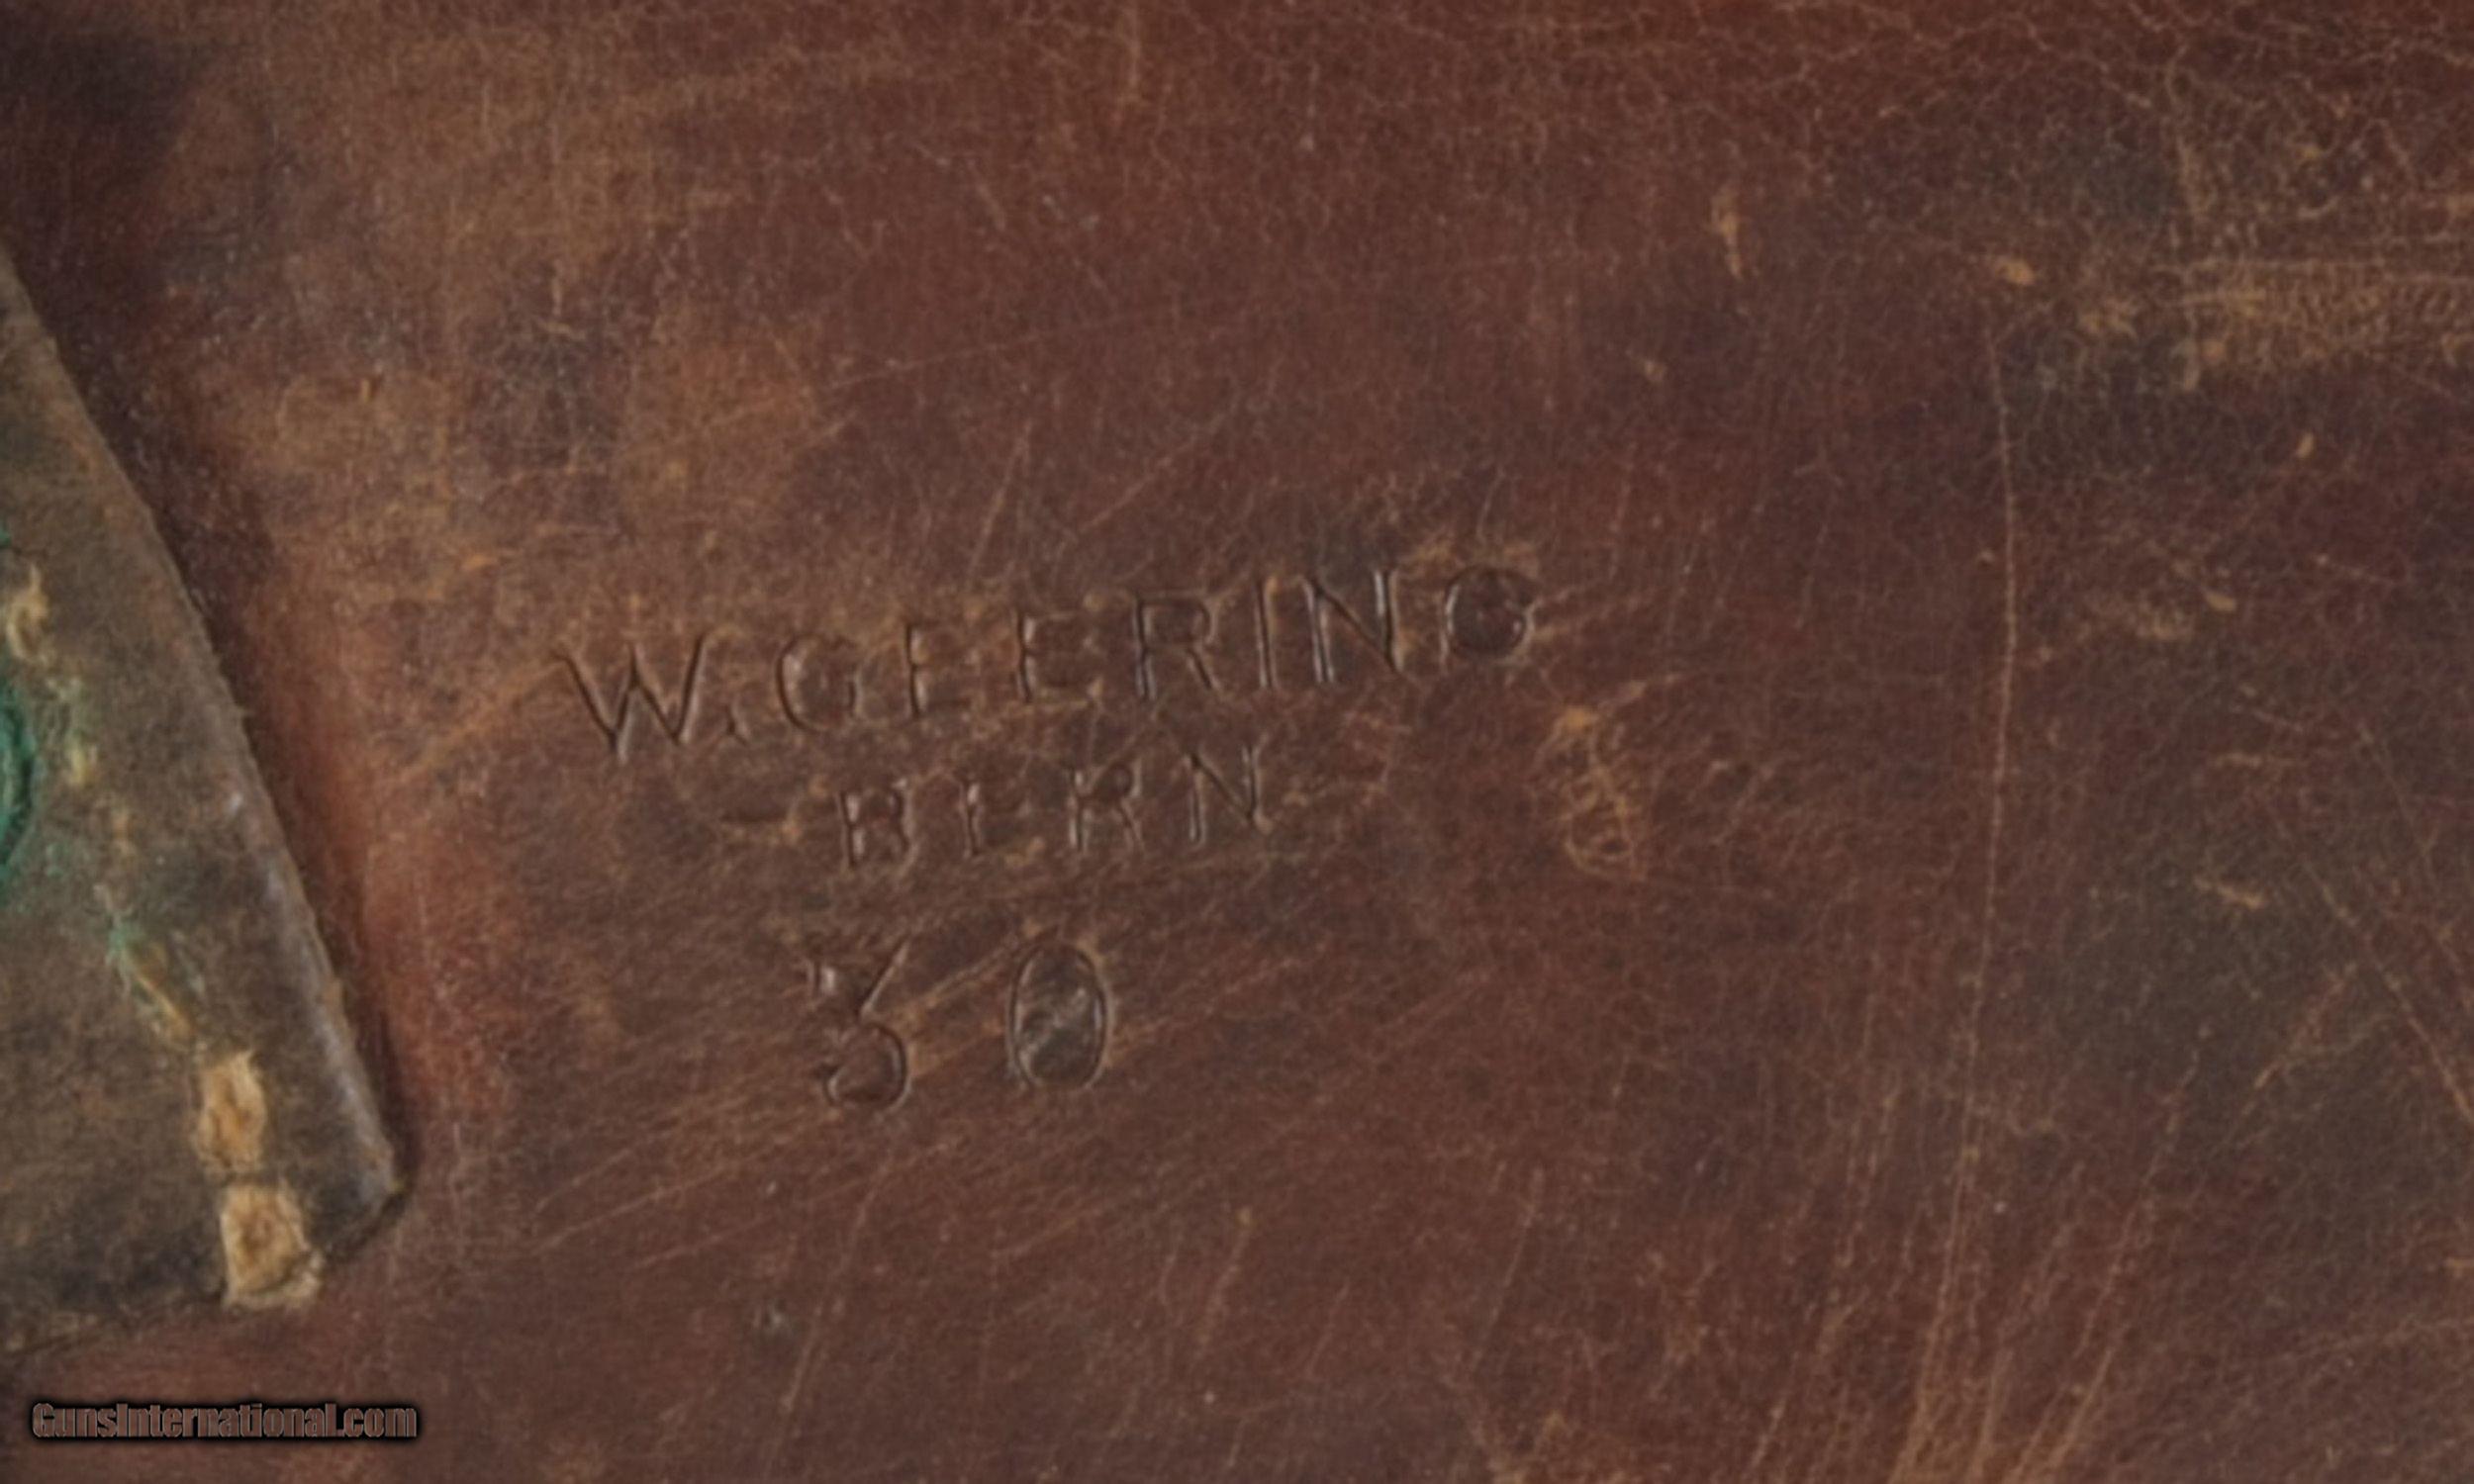 W. GEERING
BERN
30
GunsInternational.com